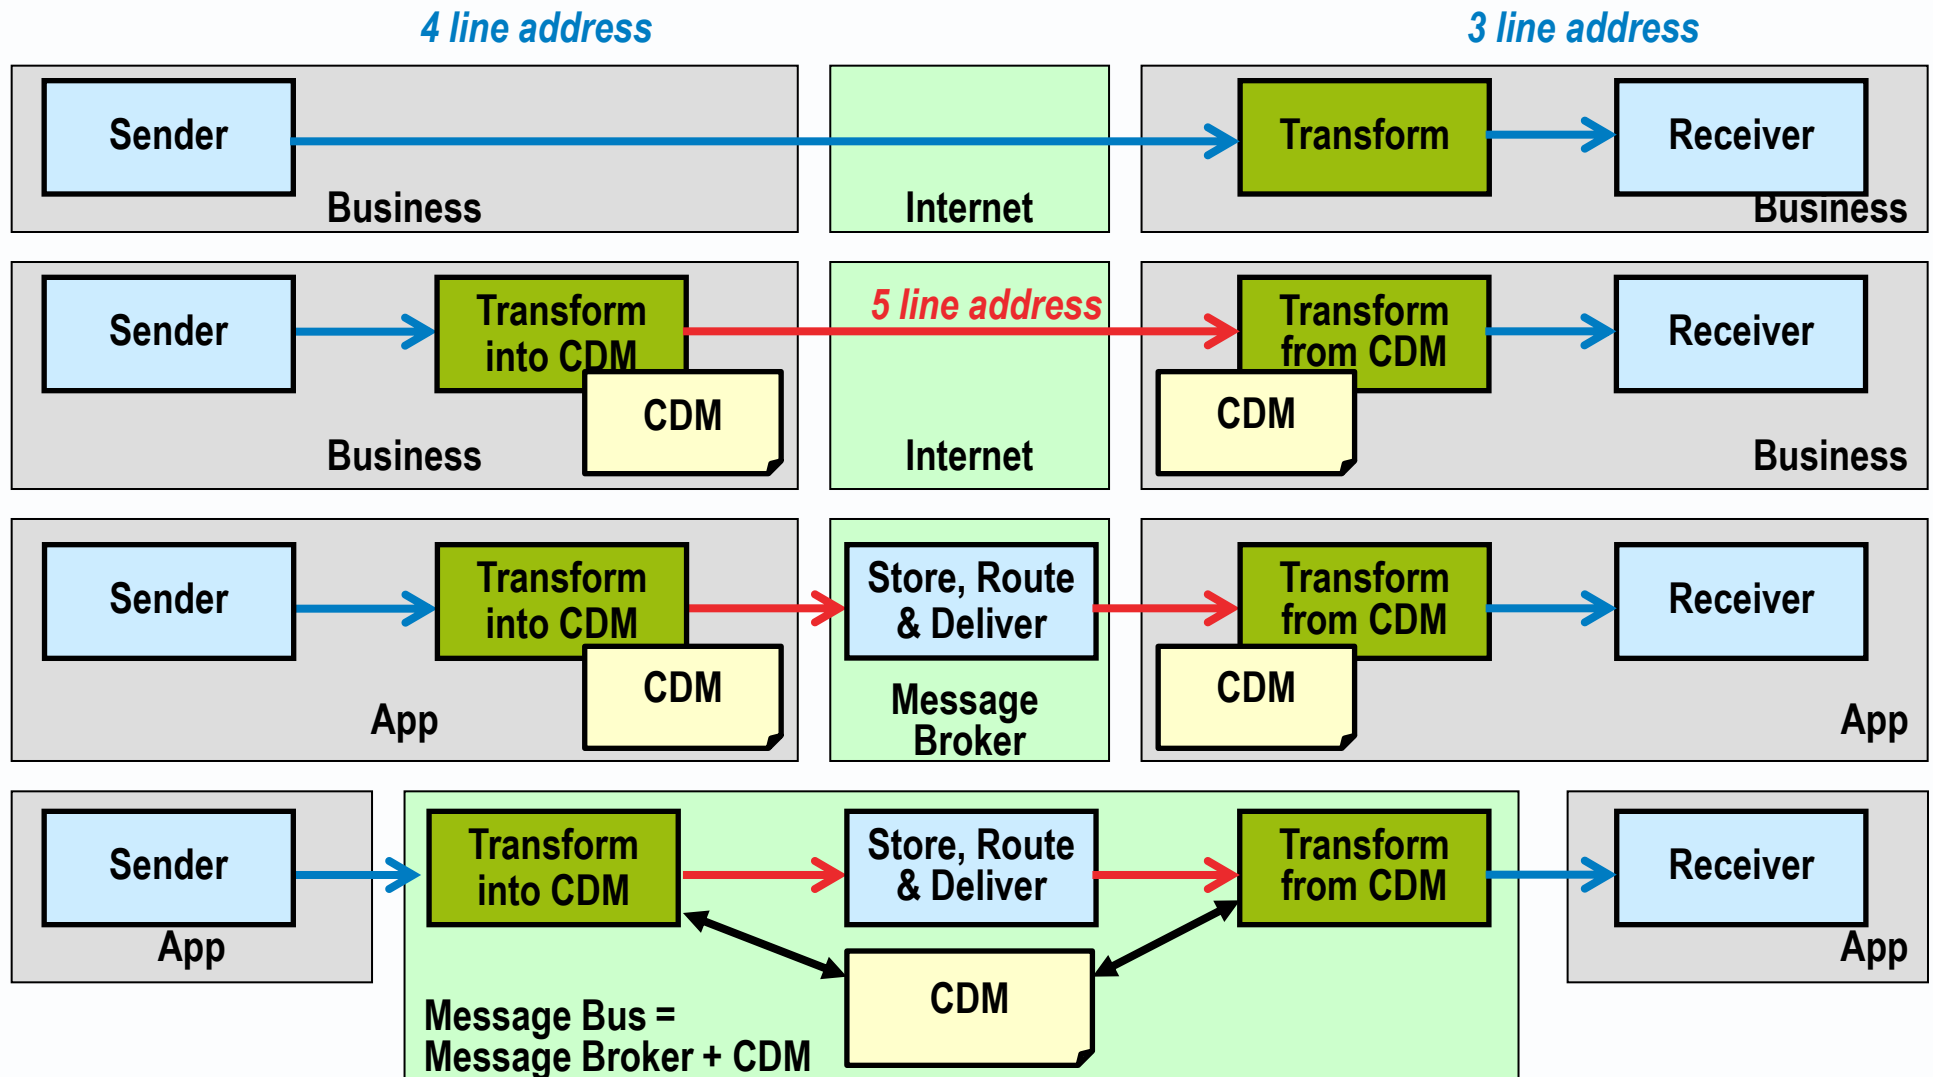 4 line address
3 line address
Sender
Transform
Receiver
Business
Internet
Business
Sender
Transform
into CDM
CDM
5 line address
Transform
from CDM
CDM
Receiver
Business
Internet
Business
Sender
Transform
into CDM
CDM
Store, Route
& Deliver
Transform
from CDM
CDM
Receiver
App
Message
Broker
App
Sender
Transform
into CDM
Store, Route
& Deliver
Transform
from CDM
Receiver
App
App
CDM
Message Bus =
Message Broker + CDM